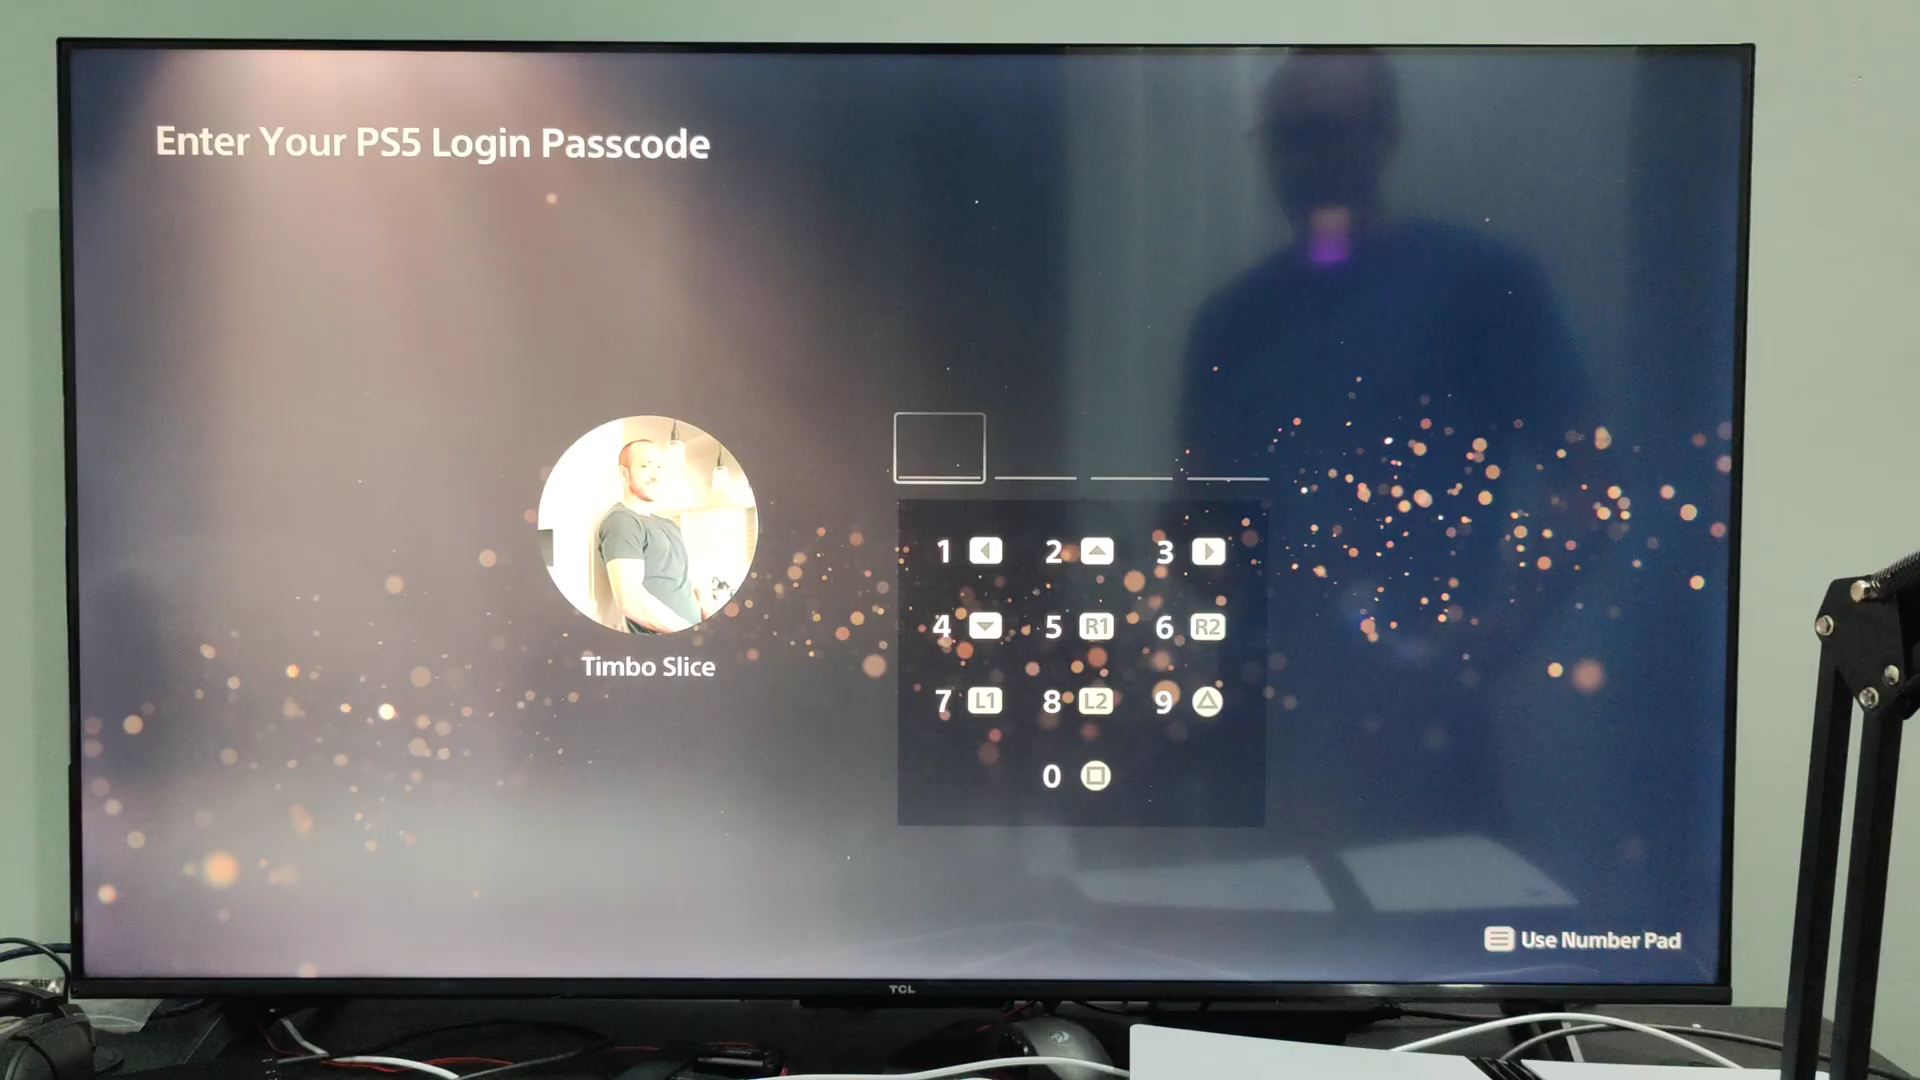 Enter Your PS5 Login Passcode
Timbo Slice
1 2 3
4 5 R1 6 R2
7 L1 8 L2 9
0
Use Number Pad
TCL